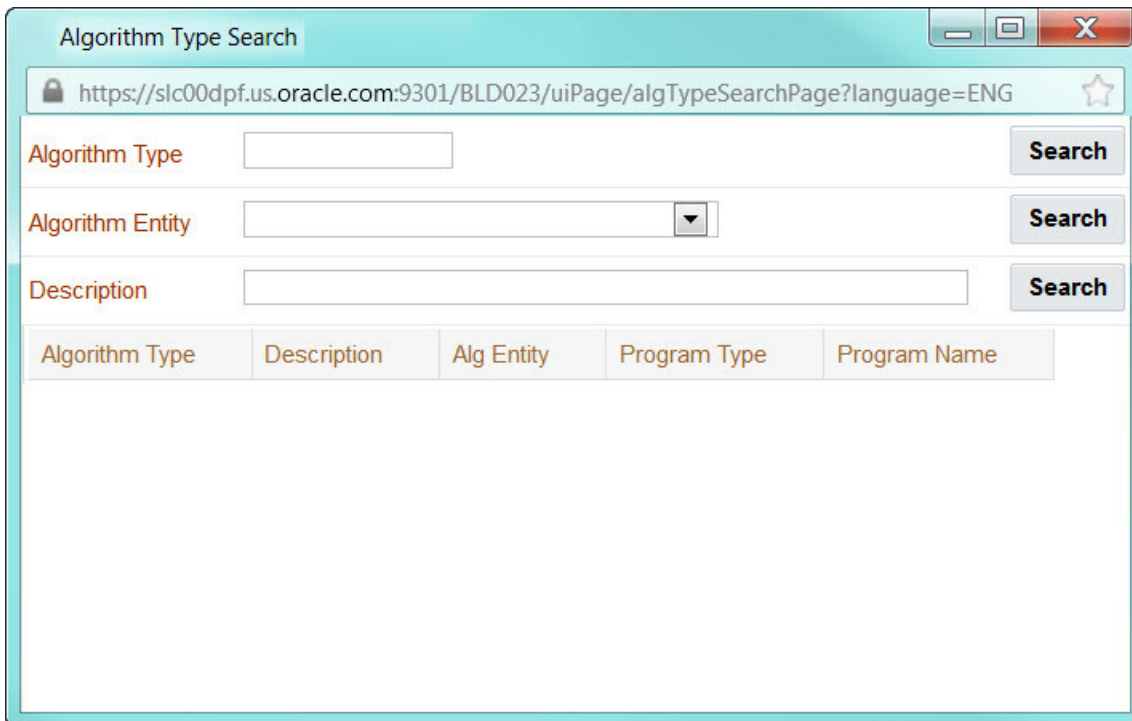 Algorithm Type Search
https://slc00dpf.us.oracle.com:9301/BLD023/uiPage/algTypeSearchPage?language=ENG
Algorithm Type Search
Algorithm Entity Search
Description Search
Algorithm Type Description Alg Entity Program Type Program Name